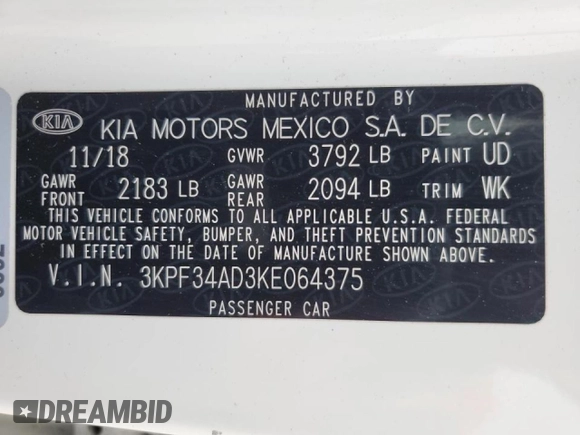 MANUFACTURED BY
KIA KIA MOTORS MEXICO S.A. DE C.V.
11/18 GVWR 3792 LB PAINT UD
GAWR FRONT 2183 LB GAWR REAR 2094 LB TRIM WK
THIS VEHICLE CONFORMS TO ALL APPLICABLE U.S.A. FEDERAL
MOTOR VEHICLE SAFETY, BUMPER, AND THEFT PREVENTION STANDARDS
IN EFFECT ON THE DATE OF MANUFACTURE SHOWN ABOVE.
V.I.N. 3KPF34AD3KE064375
PASSENGER CAR
DREAMBID